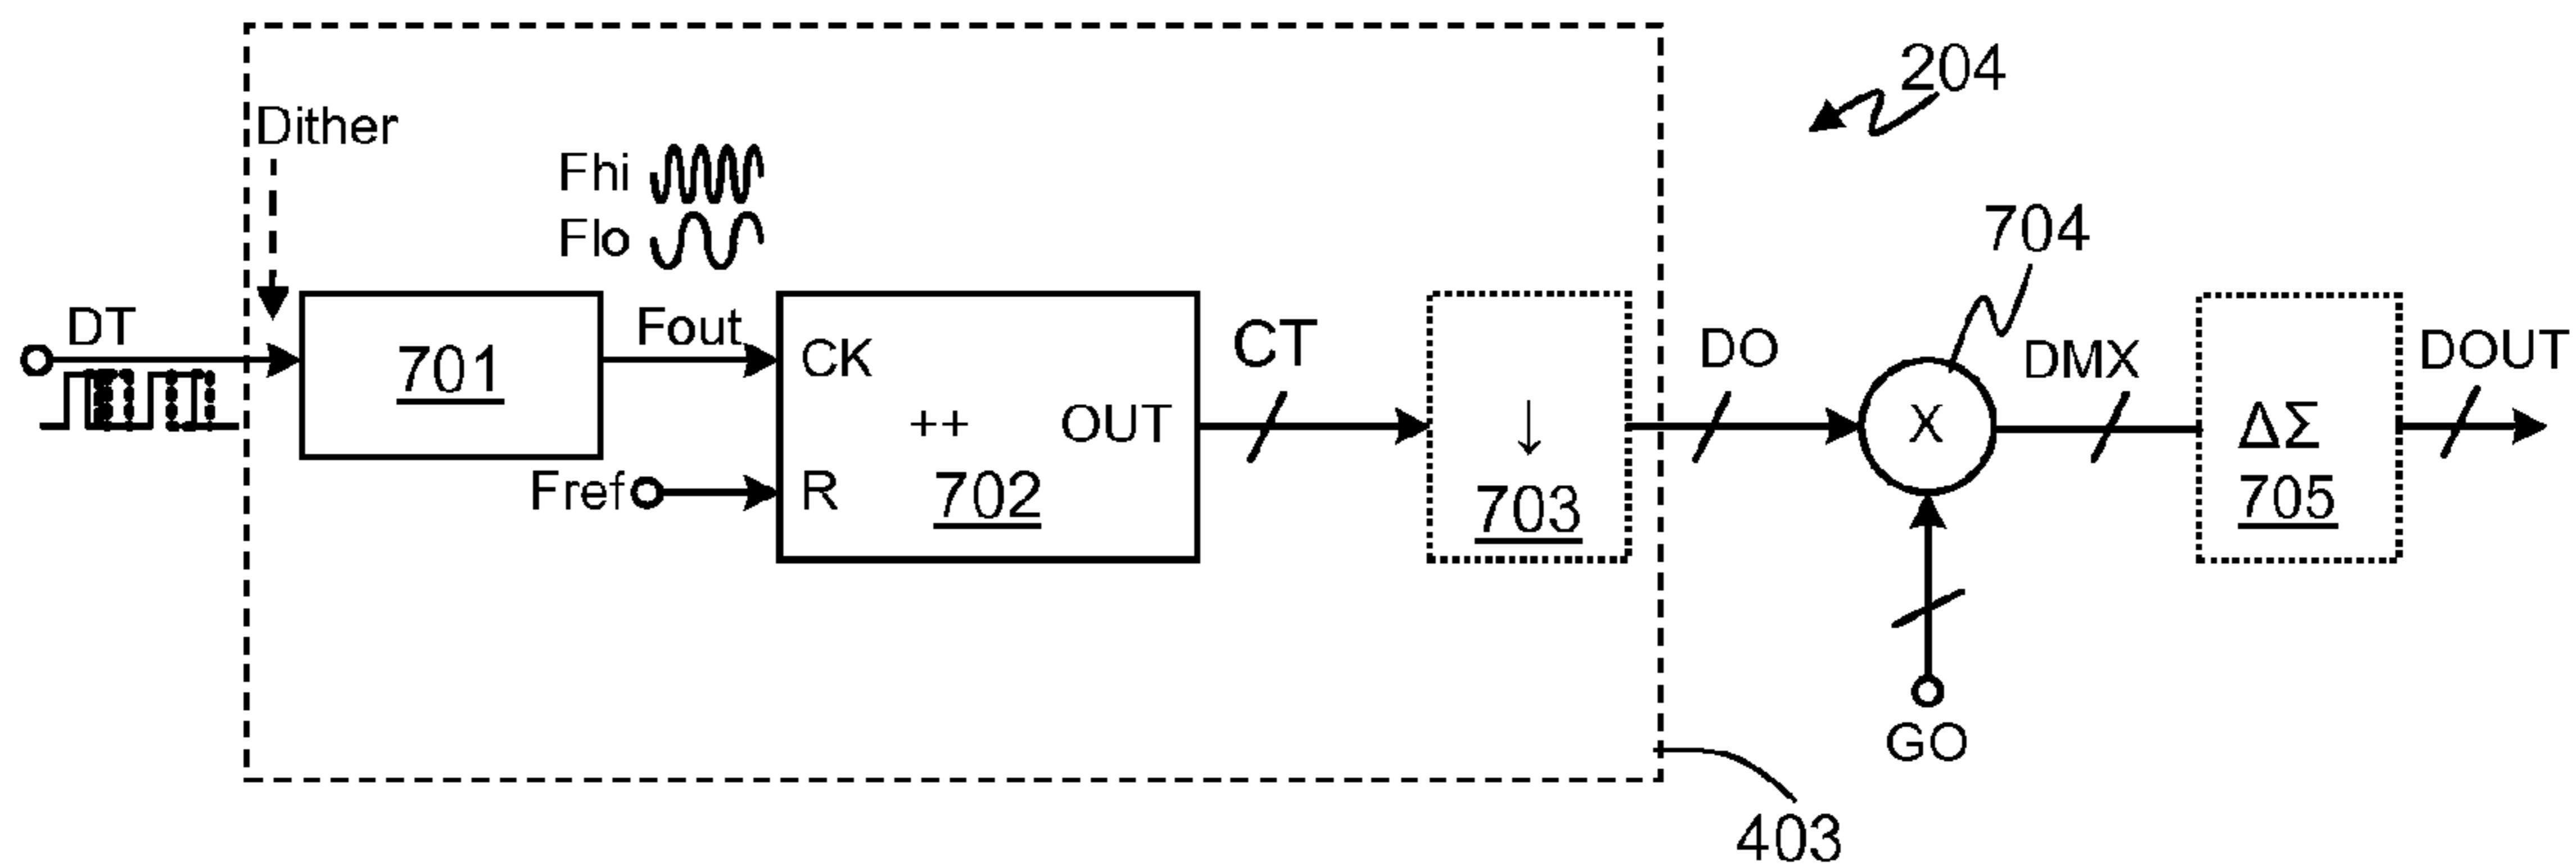 204
Dither
Fhi
Flo
704
DT
701
Fout
CK
++
OUT
Fref
R
702
CT
↓
703
DO
X
DMX
ΔΣ
705
DOUT
GO
403